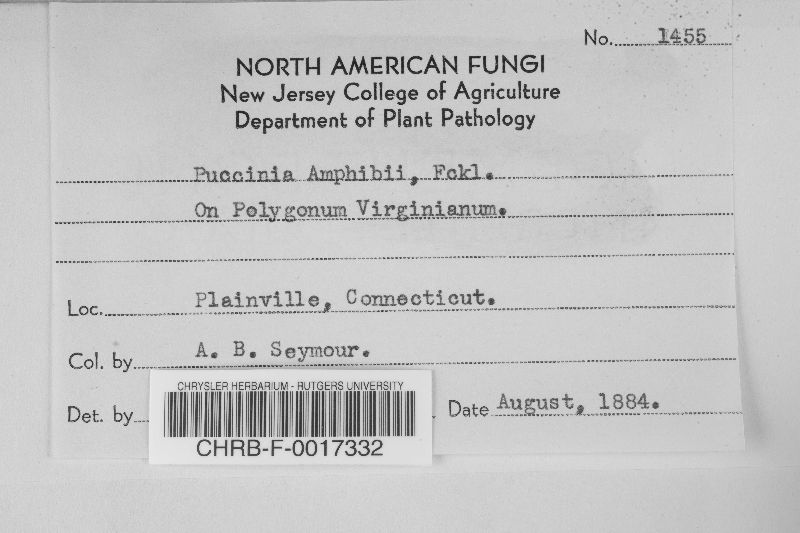 No. 1455
NORTH AMERICAN FUNGI
New Jersey College of Agriculture
Department of Plant Pathology
Puccinia Amphibii, Fckl.
On Polygonum Virginianum.
Loc. Plainville, Connecticut.
Col. by A. B. Seymour.
Det. by Date August, 1884.
CHRYSLER HERBARIUM - RUTGERS UNIVERSITY
CHRB-F-0017332